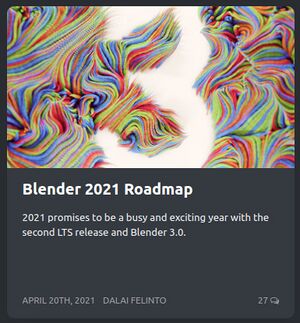 Blender 2021 Roadmap
2021 promises to be a busy and exciting year with the
second LTS release and Blender 3.0.
APRIL 20TH, 2021 DALAI FELINTO 27